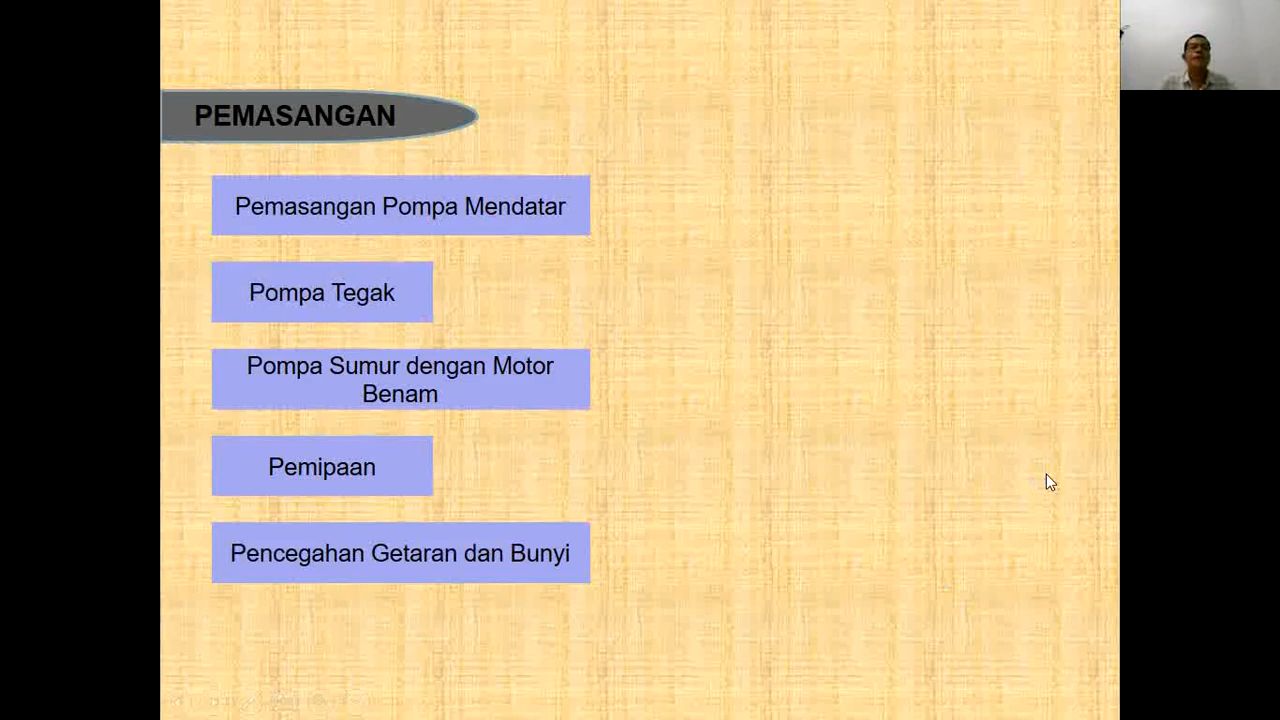 PEMASANGAN
Pemasangan Pompa Mendatar
Pompa Tegak
Pompa Sumur dengan Motor
Benam
Pemipaan
Pencegahan Getaran dan Bunyi